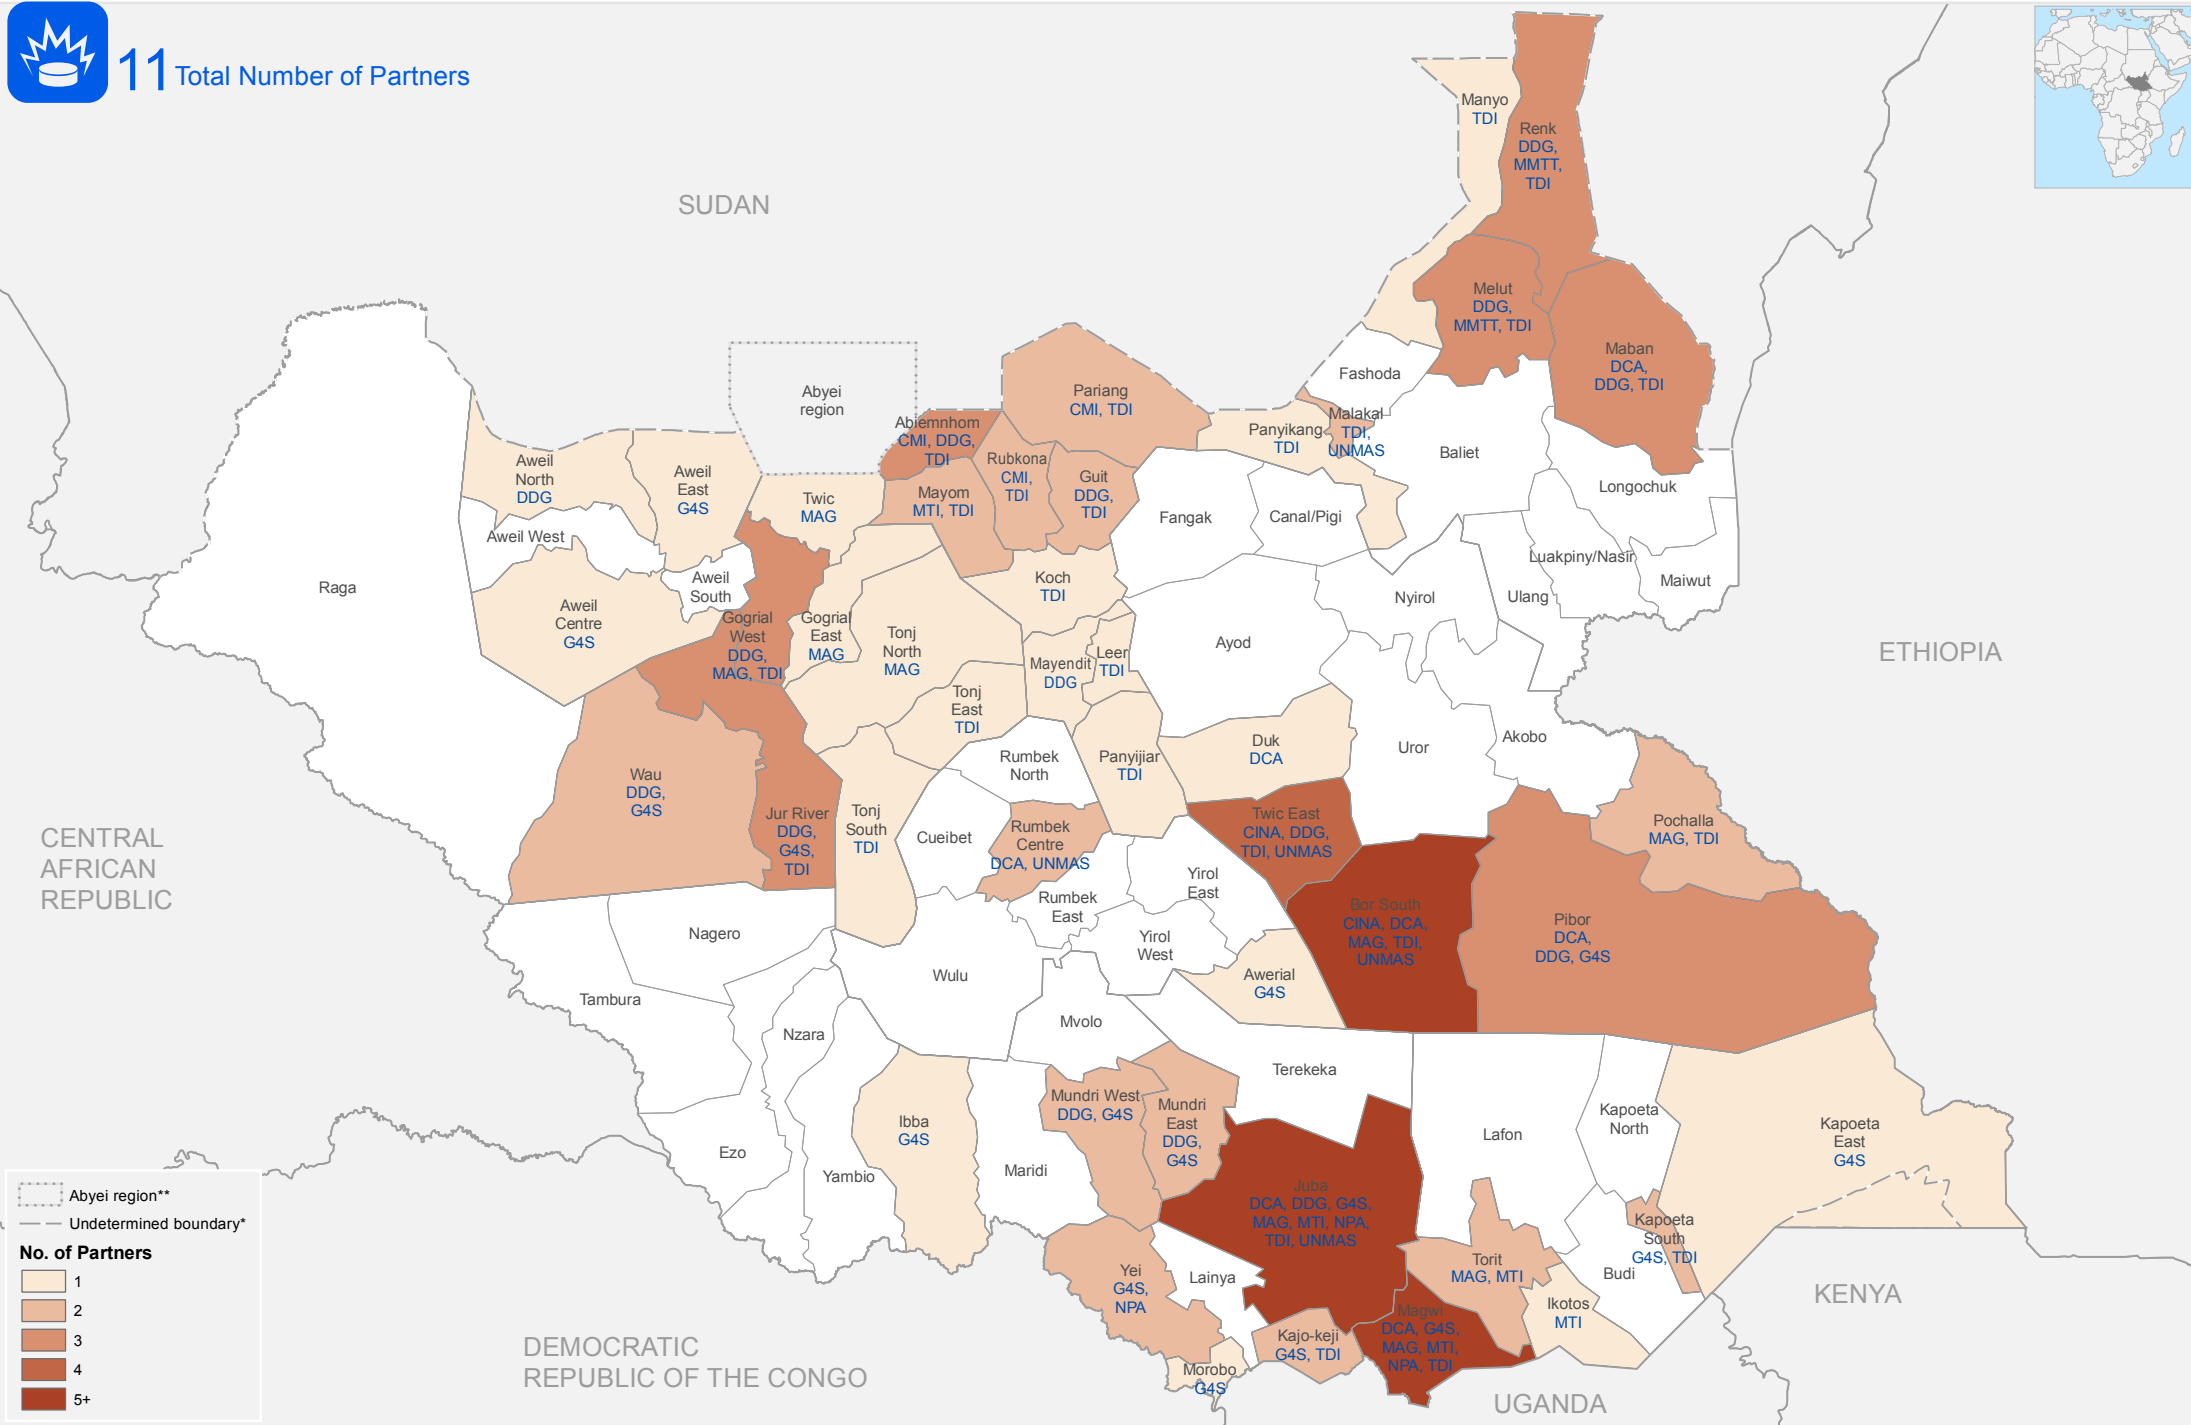 11 Total Number of Partners
SUDAN
Manyo
TDI
Renk
DDG,
MMTT,
TDI
Melut
DDG,
MMTT, TDI
Maban
DCA,
DDG, TDI
Fashoda
Abyei
region
Pariang
CMI, TDI
Abiemnhom
CMI, DDG,
TDI
Malakal
TDI,
UNMAS
Panyikang
TDI
Baliet
Rubkona
CMI,
TDI
Guit
DDG,
TDI
Mayom
MTI, TDI
Aweil
North
DDG
Aweil
East
G4S
Twic
MAG
Longochuk
Fangak
Canal/Pigi
Aweil West
Luakpiny/Nasir
Maiwut
Raga
Aweil
South
Koch
TDI
Nyirol
Ulang
Aweil
Centre
G4S
Gogrial
West
DDG,
MAG, TDI
Gogrial
East
MAG
Tonj
North
MAG
Ayod
ETHIOPIA
Mayendit
DDG
Leer
TDI
Tonj
East
TDI
Rumbek
North
Panyijiar
TDI
Duk
DCA
Uror
Akobo
Wau
DDG,
G4S
Jur River
DDG,
G4S,
TDI
Tonj
South
TDI
Cueibet
Rumbek
Centre
DCA, UNMAS
Twic East
CINA, DDG,
TDI, UNMAS
Pochalla
MAG, TDI
CENTRAL
AFRICAN
REPUBLIC
Yirol
East
Rumbek
East
Bor South
CINA, DCA,
MAG, TDI,
UNMAS
Pibor
DCA,
DDG, G4S
Nagero
Yirol
West
Wulu
Awerial
G4S
Tambura
Nzara
Mvolo
Terekeka
Mundri West
DDG, G4S
Mundri
East
DDG,
G4S
Ibba
G4S
Kapoeta
North
Kapoeta
East
G4S
Lafon
Ezo
Yambio
Maridi
Juba
DCA, DDG, G4S,
MAG, MTI, NPA,
TDI, UNMAS
Kapoeta
South
G4S, TDI
Budi
Torit
MAG, MTI
Yei
G4S,
NPA
Lainya
Ikotos
MTI
KENYA
Magwi
DCA, G4S,
MAG, MTI,
NPA, TDI
Kajo-keji
G4S, TDI
Morobo
G4S
DEMOCRATIC
REPUBLIC OF THE CONGO
UGANDA
Abyei region**
Undetermined boundary*
No. of Partners
1
2
3
4
5+